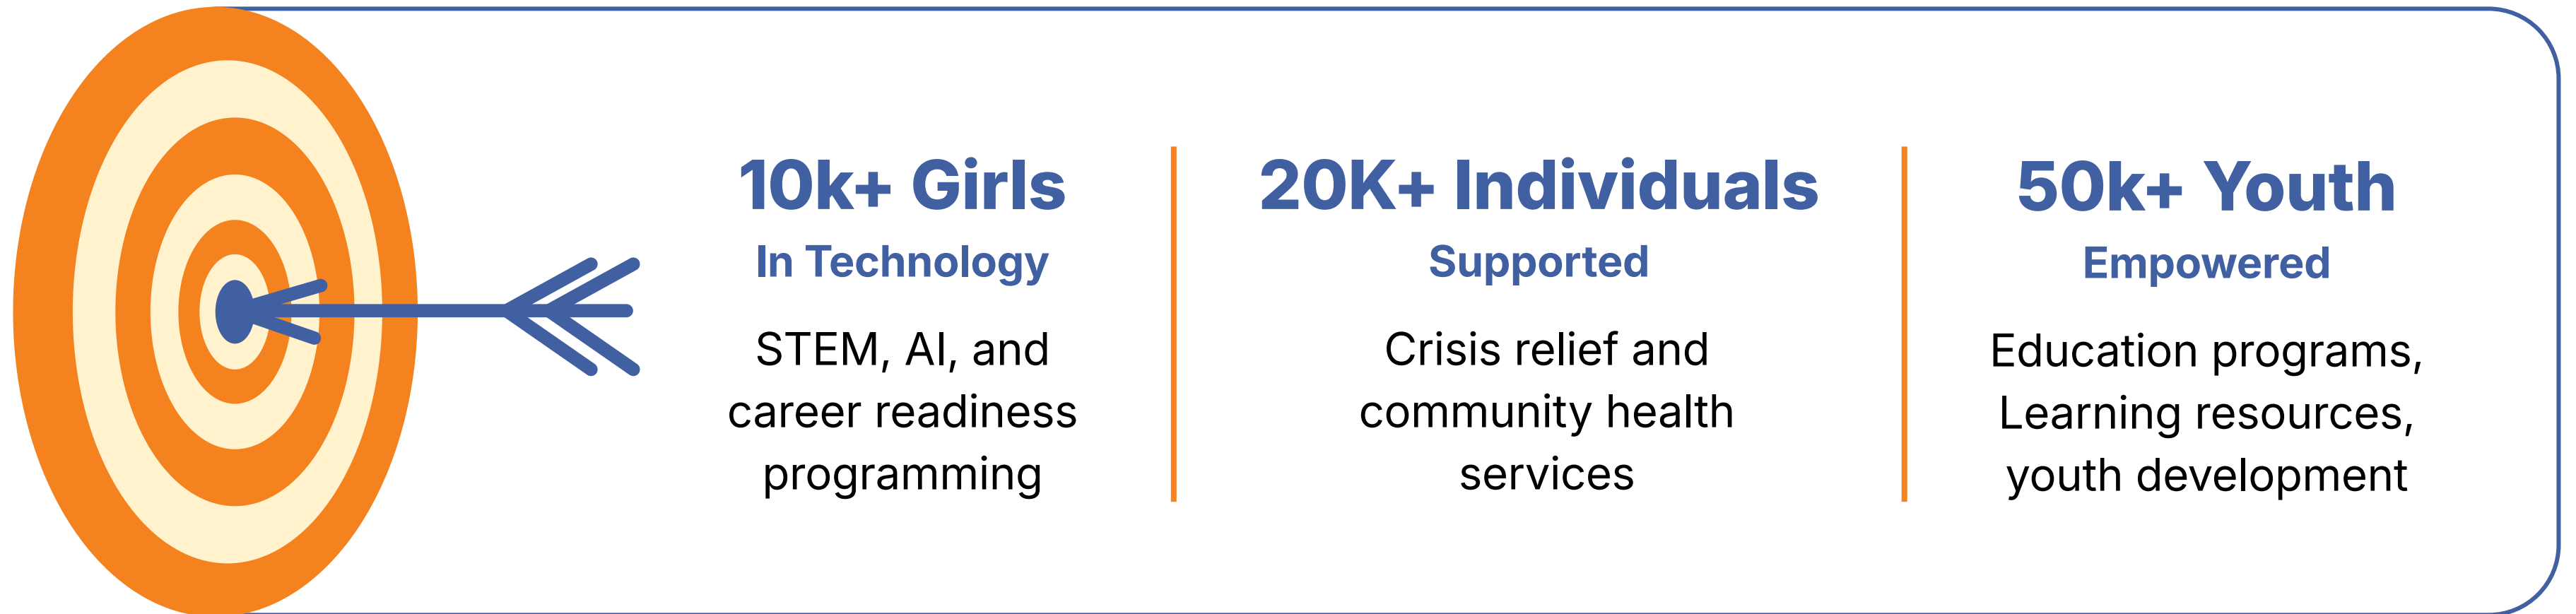 10k+ Girls
In Technology
STEM, AI, and
career readiness
programming
20K+ Individuals
Supported
Crisis relief and
community health
services
50k+ Youth
Empowered
Education programs,
Learning resources,
youth development